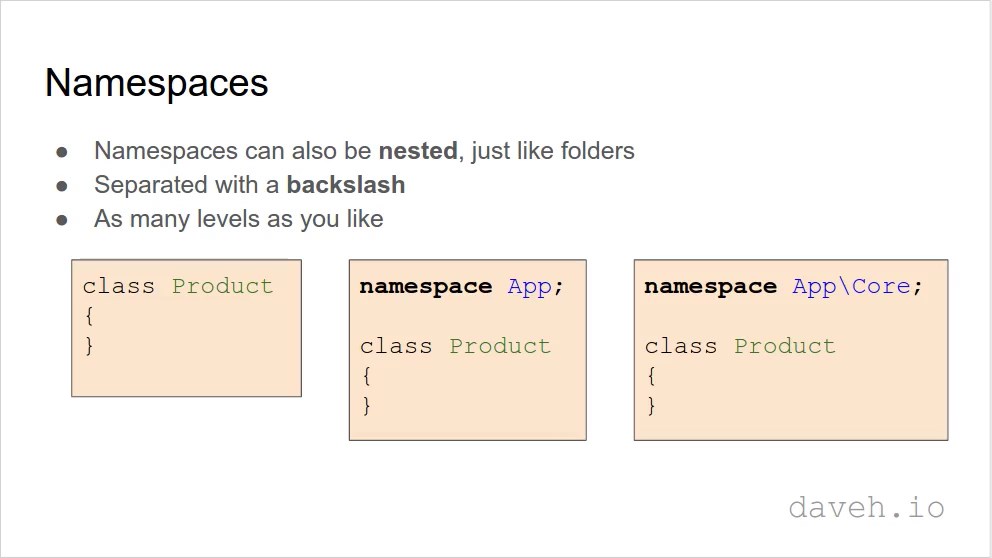 Namespaces
● Namespaces can also be nested, just like folders
● Separated with a backslash
● As many levels as you like
class Product
{
}
namespace App;
class Product
{
}
namespace App\Core;
class Product
{
}
daveh.io